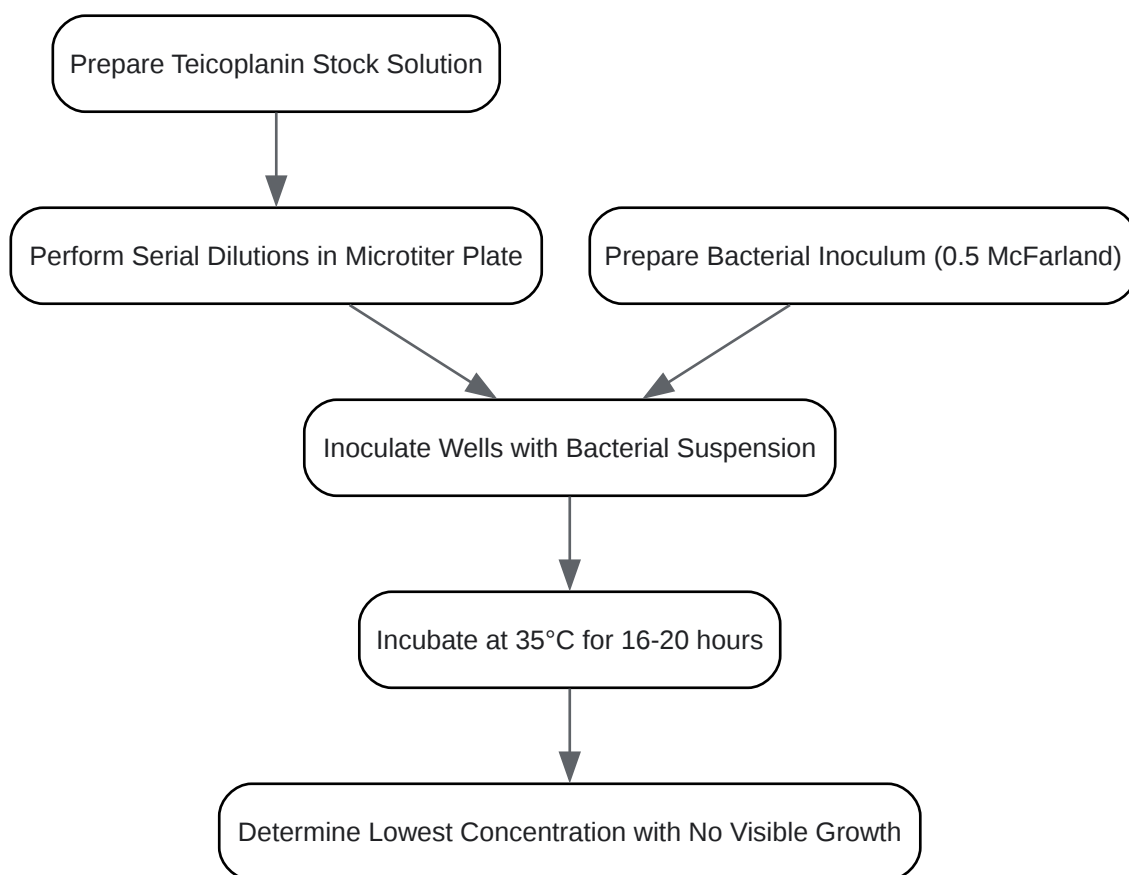 Prepare Teicoplanin Stock Solution
Perform Serial Dilutions in Microtiter Plate
Prepare Bacterial Inoculum (0.5 McFarland)
Inoculate Wells with Bacterial Suspension
Incubate at 35°C for 16-20 hours
Determine Lowest Concentration with No Visible Growth